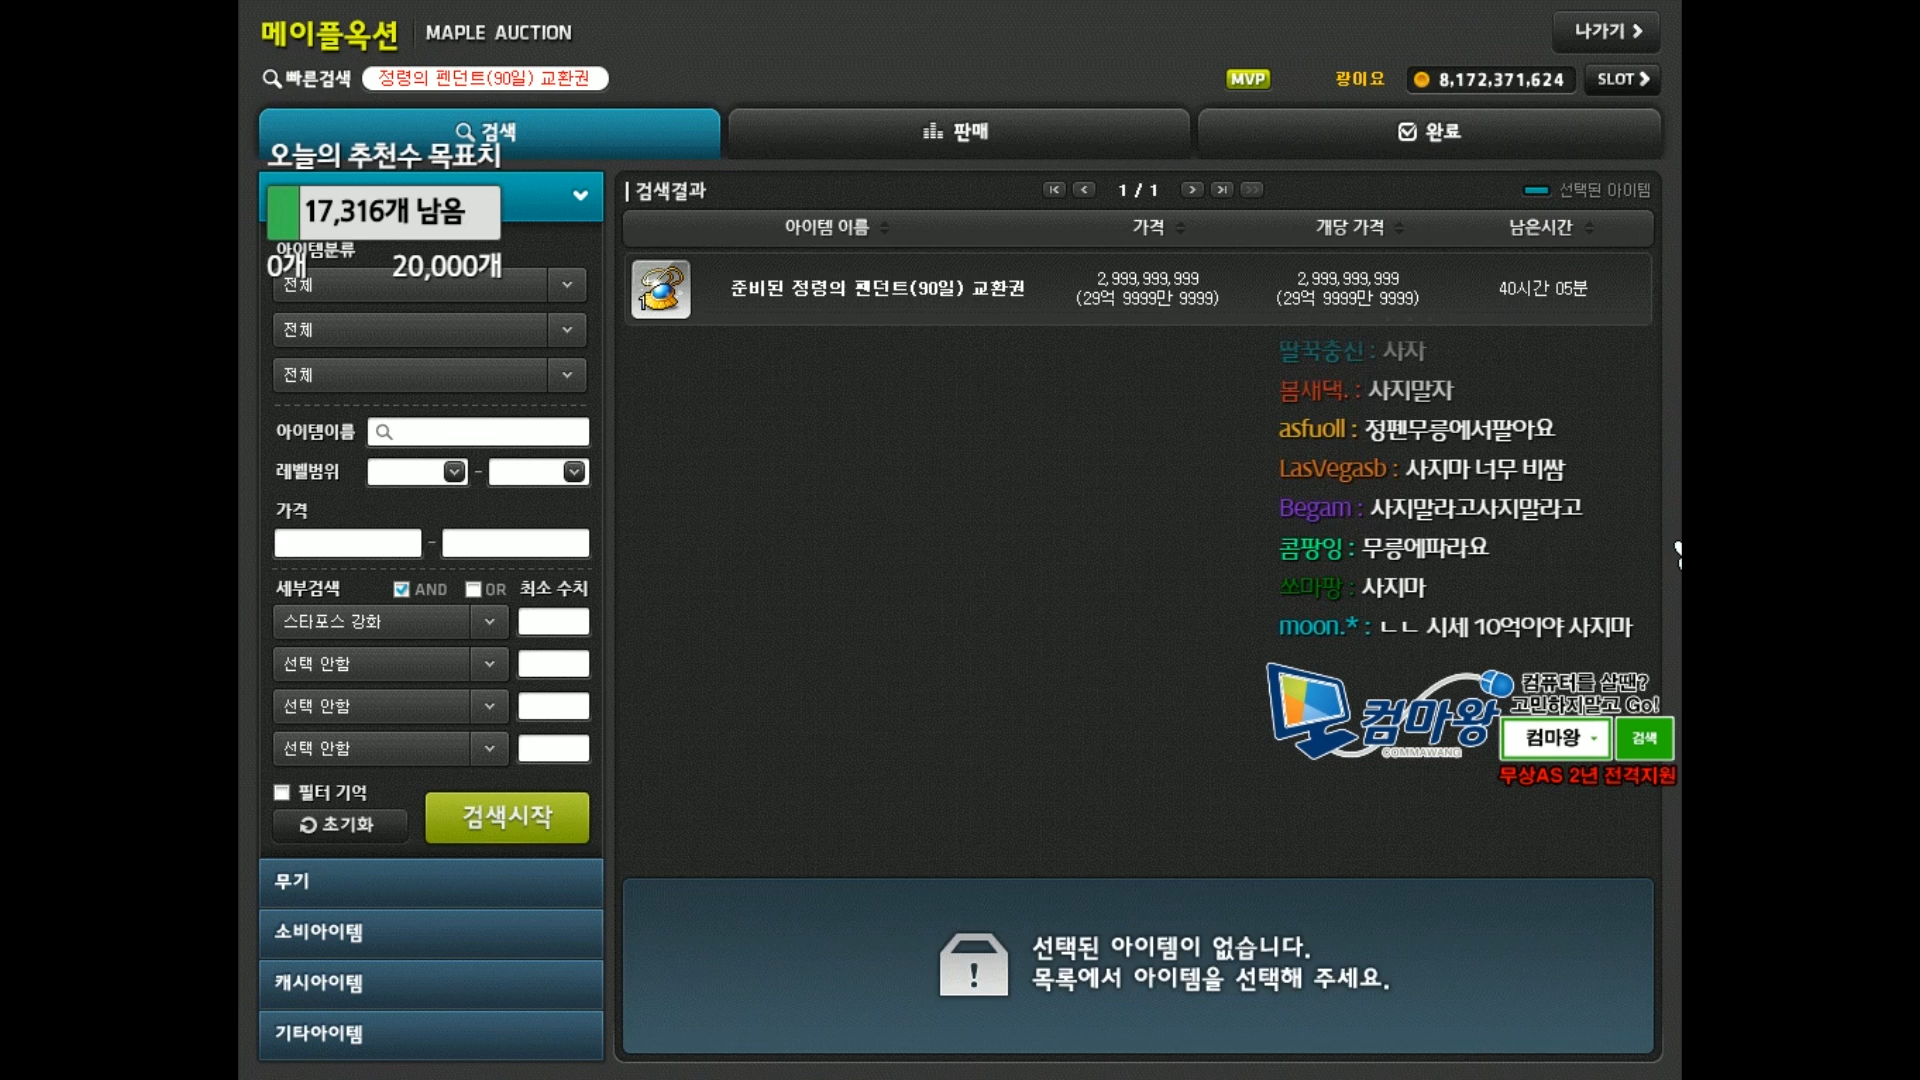 메이플옥션 MAPLE AUCTION
나가기
빠른검색 정령의 펜던트(90일) 교환권
MVP 광이요 8,172,371,624 SLOT
검색 판매 완료
오늘의 추천수 목표치
17,316개 남음
0개 20,000개
검색결과 1 / 1 선택된 아이템
아이템 이름 가격 개당 가격 남은시간
1 준비된 정령의 펜던트(90일) 교환권 2,999,999,999 2,999,999,999 40시간 05분
(29억 9999만 9999) (29억 9999만 9999)
아이템분류
전체
전체
전체
아이템이름
레벨범위 -
가격
-
세부검색 AND OR 최소 수치
스타포스 강화
선택 안함
선택 안함
선택 안함
필터 기억
초기화 검색시작
무기
소비아이템
캐시아이템
기타아이템
딸꾹충신 : 사자
봄새댁. : 사지말자
asfuoll : 정펜무릉에서팔아요
LasVegasb : 사지마 너무 비쌈
Begam : 사지말라고사지말라고
콤팡잉 : 무릉에파라요
쏘마팡 : 사지마
moon.* : ㄴㄴ 시세 10억이야 사지마
컴마왕
COMMAWANG
컴퓨터를 살땐?
고민하지말고 Go!
컴마왕 검색
무상AS 2년 전격지원
선택된 아이템이 없습니다.
목록에서 아이템을 선택해 주세요.